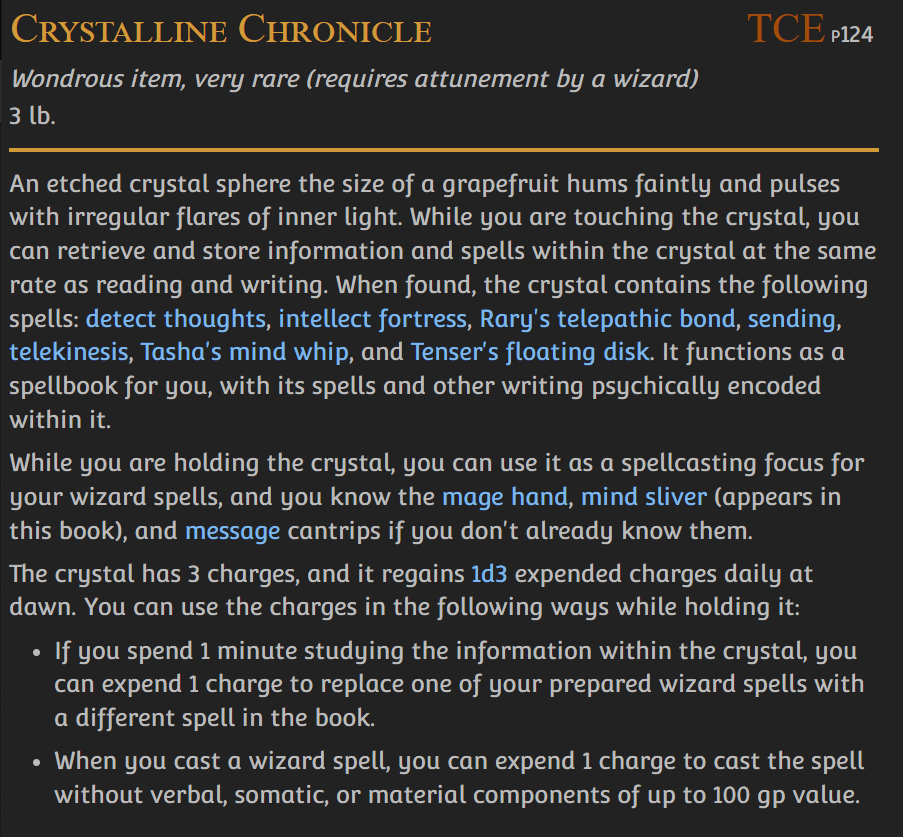 Crystalline Chronicle TCE P124
Wondrous item, very rare (requires attunement by a wizard)
3 lb.
An etched crystal sphere the size of a grapefruit hums faintly and pulses
with irregular flares of inner light. While you are touching the crystal, you
can retrieve and store information and spells within the crystal at the same
rate as reading and writing. When found, the crystal contains the following
spells: detect thoughts, intellect fortress, Rary's telepathic bond, sending,
telekinesis, Tasha's mind whip, and Tenser's floating disk. It functions as a
spellbook for you, with its spells and other writing psychically encoded
within it.
While you are holding the crystal, you can use it as a spellcasting focus for
your wizard spells, and you know the mage hand, mind sliver (appears in
this book), and message cantrips if you don't already know them.
The crystal has 3 charges, and it regains 1d3 expended charges daily at
dawn. You can use the charges in the following ways while holding it:
• If you spend 1 minute studying the information within the crystal, you
can expend 1 charge to replace one of your prepared wizard spells with
a different spell in the book.
• When you cast a wizard spell, you can expend 1 charge to cast the spell
without verbal, somatic, or material components of up to 100 gp value.